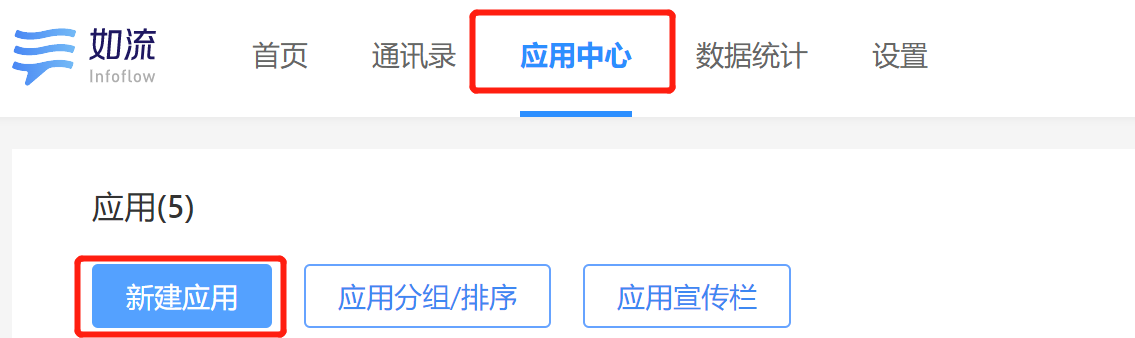 如流
Infoflow
首页 通讯录 应用中心 数据统计 设置
应用(5)
新建应用 应用分组/排序 应用宣传栏